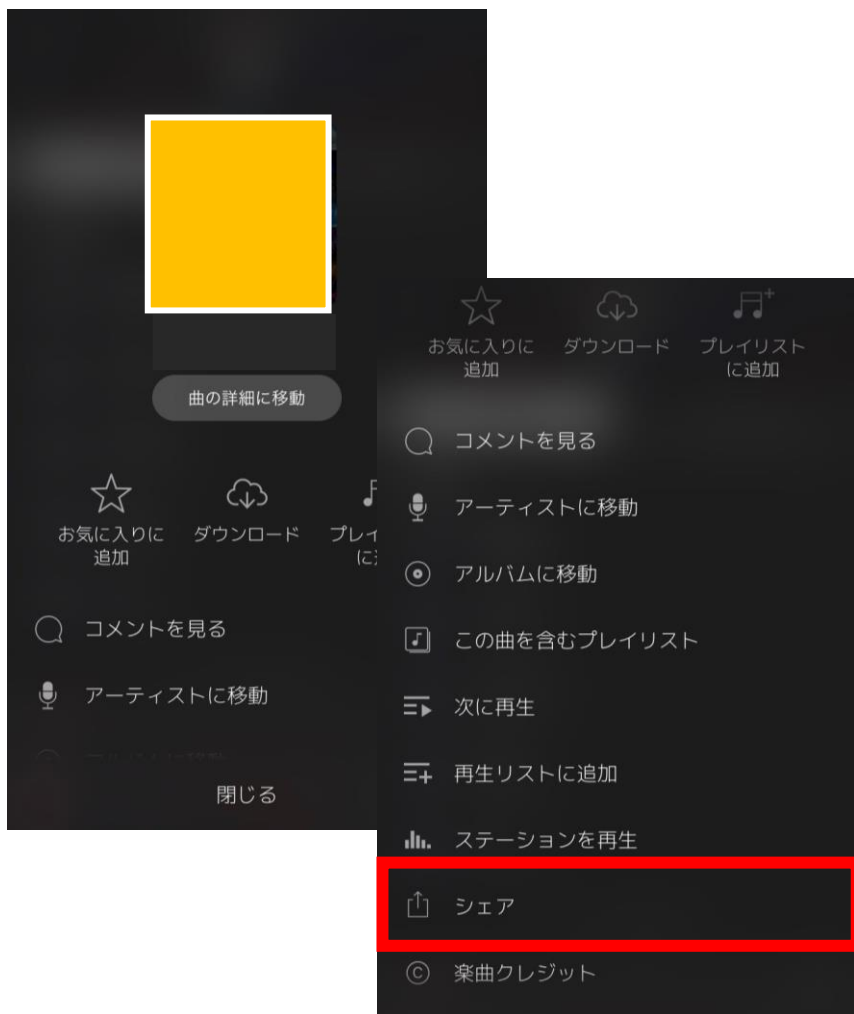 曲の詳細に移動
お気に入りに
追加
ダウンロード
コメントを見る
アーティストに移動
閉じる
お気に入りに
追加
ダウンロード
プレイリスト
に追加
コメントを見る
アーティストに移動
アルバムに移動
この曲を含むプレイリスト
次に再生
再生リストに追加
ステーションを再生
シェア
楽曲クレジット